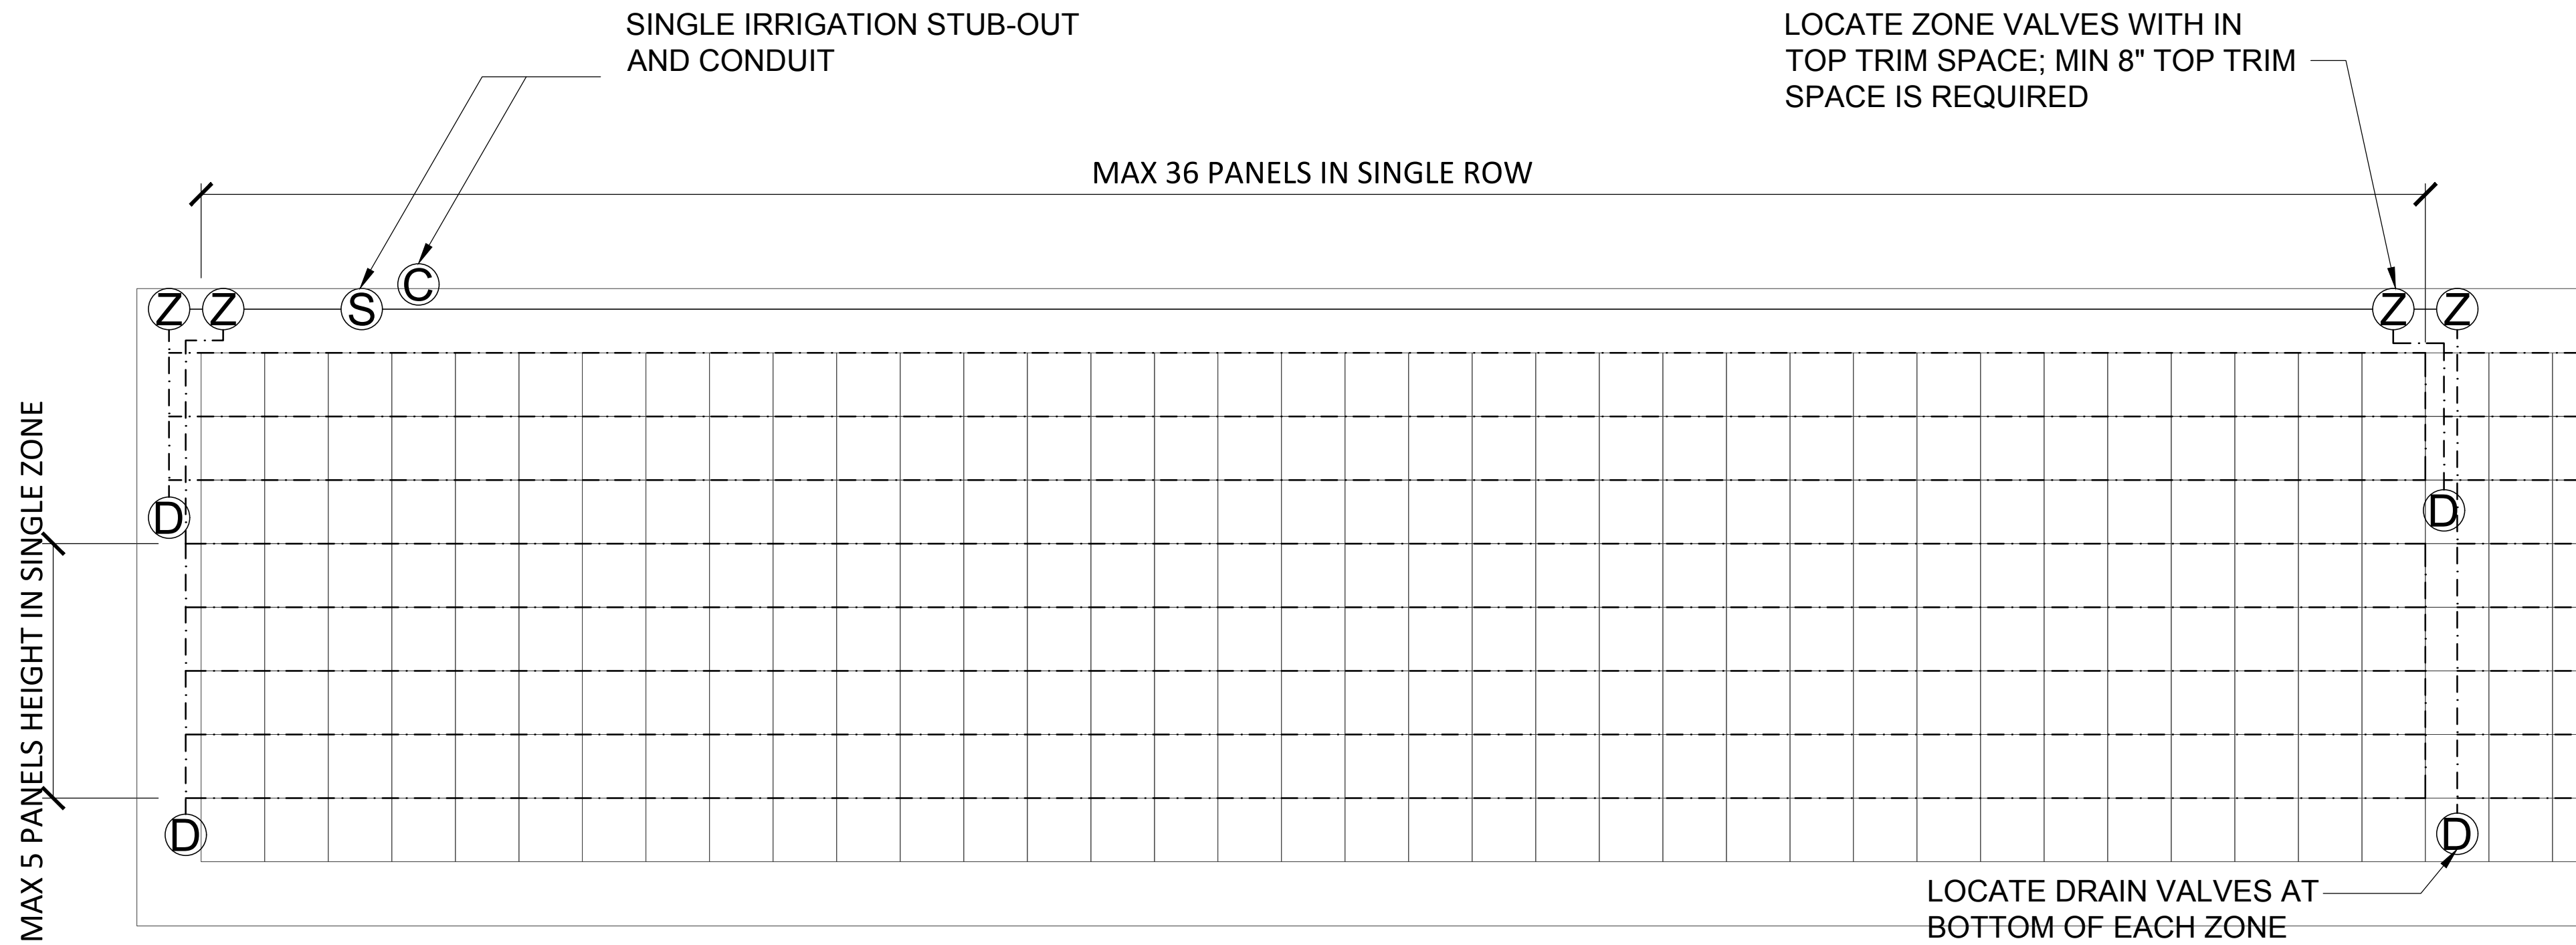 SINGLE IRRIGATION STUB-OUT
AND CONDUIT
LOCATE ZONE VALVES WITH IN
TOP TRIM SPACE; MIN 8" TOP TRIM
SPACE IS REQUIRED
MAX 36 PANELS IN SINGLE ROW
C
Z Z S Z Z
MAX 5 PANELS HEIGHT IN SINGLE ZONE
D D
D D
LOCATE DRAIN VALVES AT
BOTTOM OF EACH ZONE